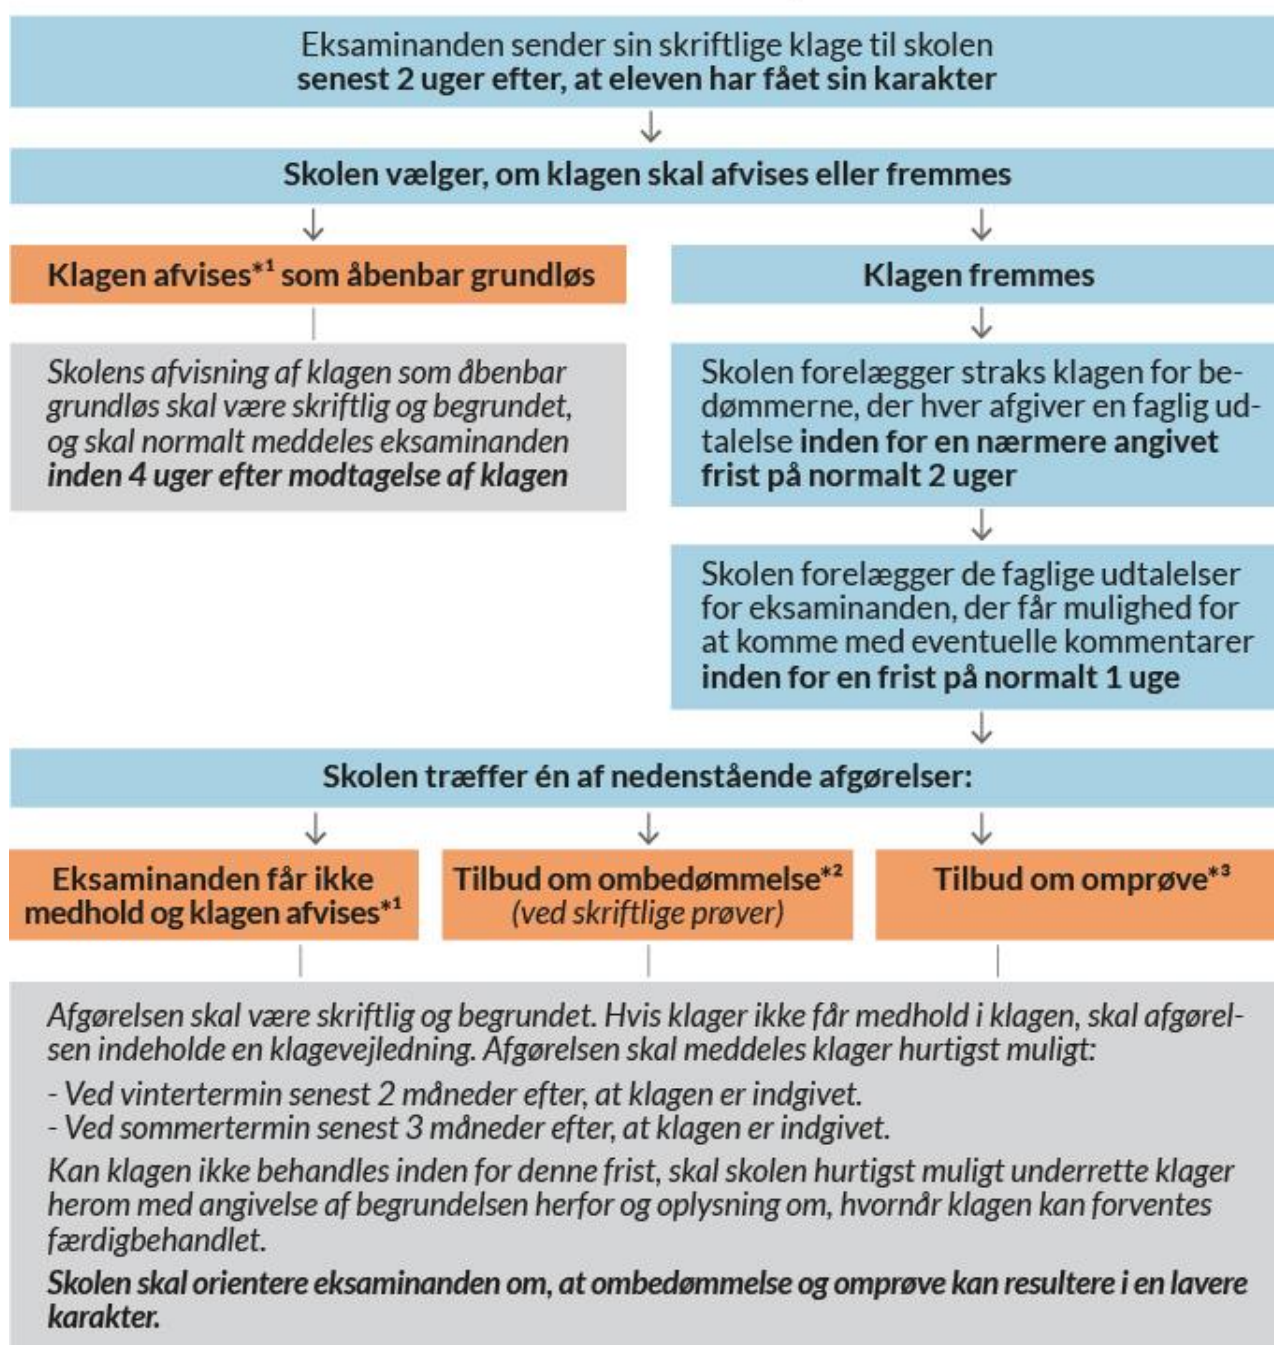 Eksaminanden sender sin skriftlige klage til skolen
senest 2 uger efter, at eleven har fået sin karakter
Skolen vælger, om klagen skal afvises eller fremmes
Klagen afvises*¹ som åbenbar grundløs
Skolens afvisning af klagen som åbenbar
grundløs skal være skriftlig og begrundet,
og skal normalt meddeles eksaminanden
inden 4 uger efter modtagelse af klagen
Klagen fremmes
Skolen forelægger straks klagen for be-
dømmerne, der hver afgiver en faglig ud-
talelse inden for en nærmere angivet
frist på normalt 2 uger
Skolen forelægger de faglige udtalelser
for eksaminanden, der får mulighed for
at komme med eventuelle kommentarer
inden for en frist på normalt 1 uge
Skolen træffer én af nedenstående afgørelser:
Eksaminanden får ikke
medhold og klagen afvises*¹
Tilbud om ombedømmelse*²
(ved skriftlige prøver)
Tilbud om omprøve*³
Afgørelsen skal være skriftlig og begrundet. Hvis klager ikke får medhold i klagen, skal afgørel-
sen indeholde en klagevejledning. Afgørelsen skal meddeles klager hurtigst muligt:
- Ved vintertermin senest 2 måneder efter, at klagen er indgivet.
- Ved sommertermin senest 3 måneder efter, at klagen er indgivet.
Kan klagen ikke behandles inden for denne frist, skal skolen hurtigst muligt underrette klager
herom med angivelse af begrundelsen herfor og oplysning om, hvornår klagen kan forventes
færdigbehandlet.
Skolen skal orientere eksaminanden om, at ombedømmelse og omprøve kan resultere i en lavere
karakter.